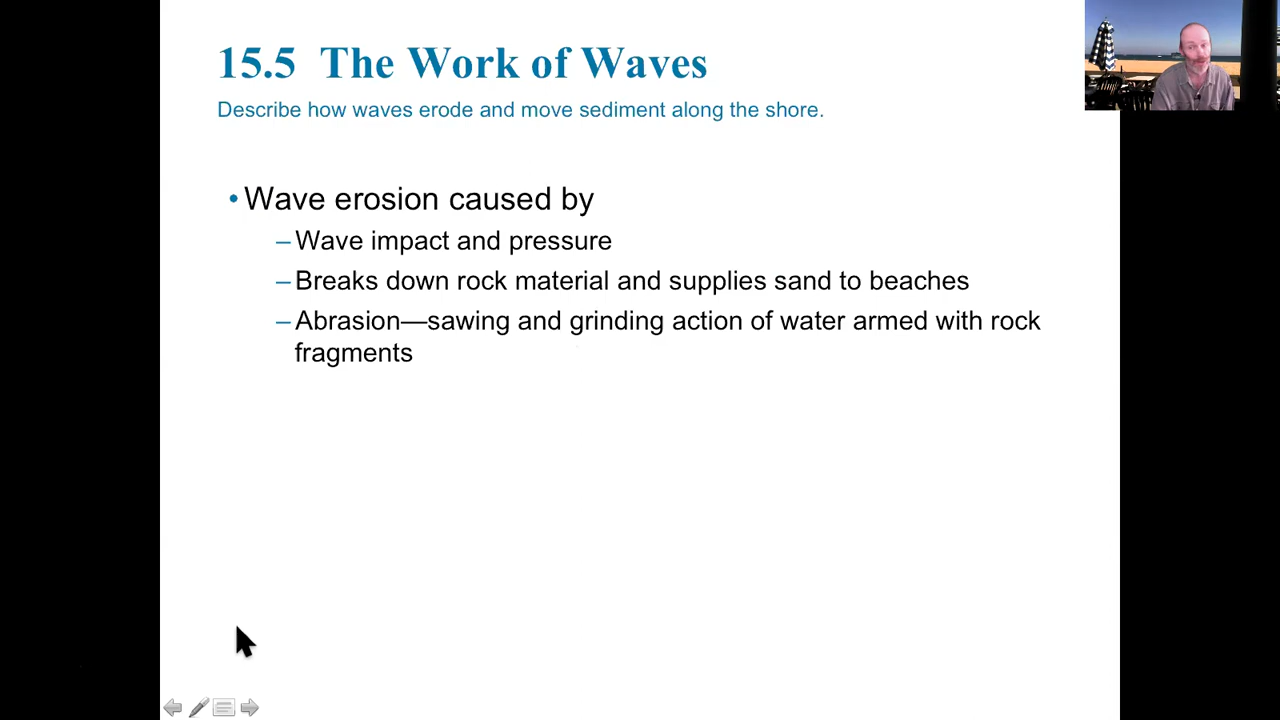 15.5 The Work of Waves
Describe how waves erode and move sediment along the shore.
•Wave erosion caused by
–Wave impact and pressure
–Breaks down rock material and supplies sand to beaches
–Abrasion—sawing and grinding action of water armed with rock
fragments